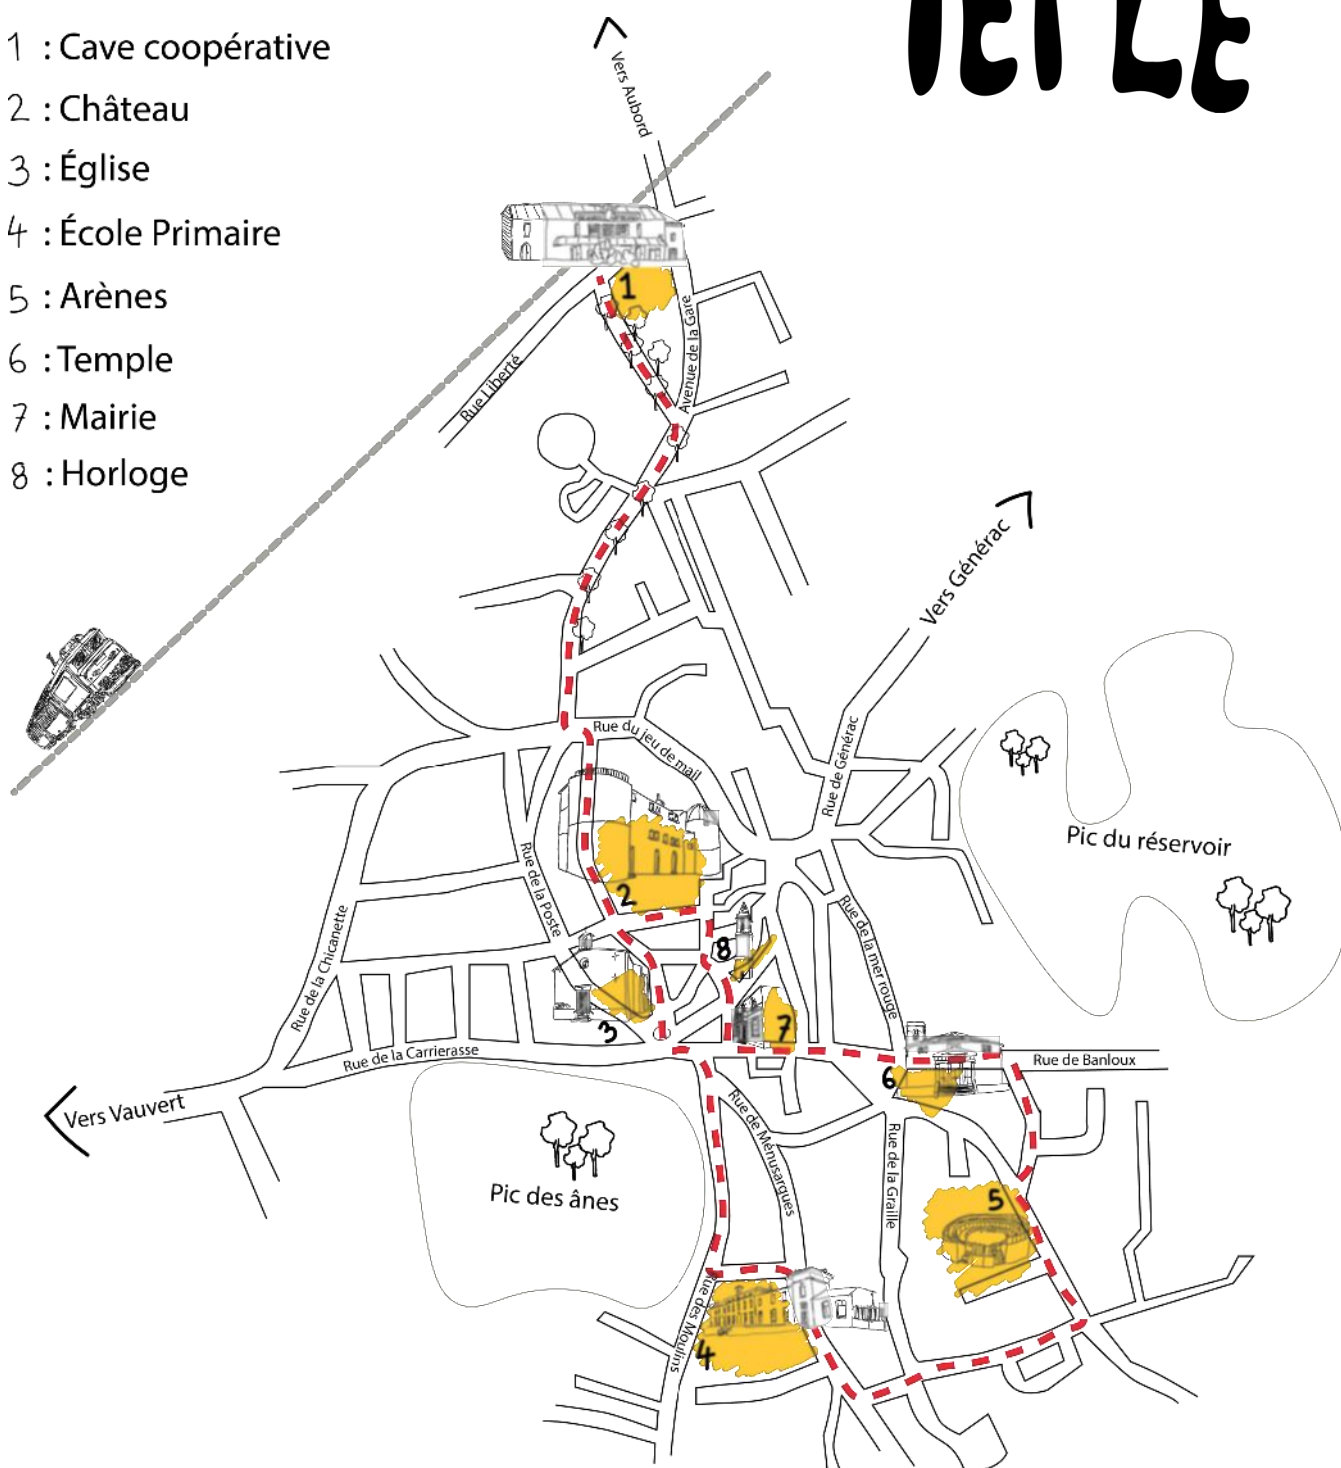 1 : Cave coopérative
2 : Château
3 : Église
4 : École Primaire
5 : Arènes
6 : Temple
7 : Mairie
8 : Horloge
Vers Aubord
1
Avenue de la Gare
Rue Liberté
Vers Générac
Rue du jeu de mail
Rue de Générac
Pic du réservoir
2
Rue de la Poste
Rue de la Chicanette
Rue de la mer rouge
8
3
7
Rue de la Carrierasse
Rue de Banloux
6
Vers Vauvert
Rue de Ménusarques
Rue de la Graille
Pic des ânes
5
Rue des Moulins
4